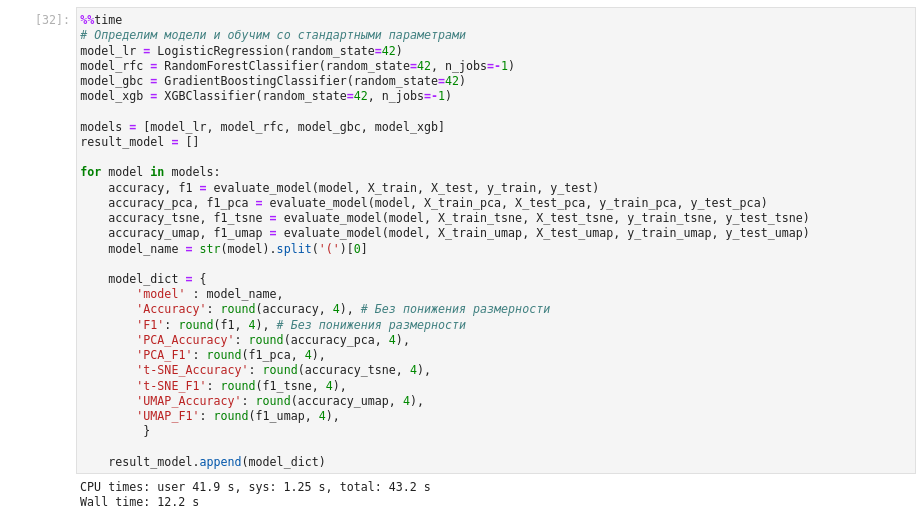 [32]: %%time
# Определим модели и обучим со стандартными параметрами
model_lr = LogisticRegression(random_state=42)
model_rfc = RandomForestClassifier(random_state=42, n_jobs=-1)
model_gbc = GradientBoostingClassifier(random_state=42)
model_xgb = XGBClassifier(random_state=42, n_jobs=-1)

models = [model_lr, model_rfc, model_gbc, model_xgb]
result_model = []

for model in models:
    accuracy, f1 = evaluate_model(model, X_train, X_test, y_train, y_test)
    accuracy_pca, f1_pca = evaluate_model(model, X_train_pca, X_test_pca, y_train_pca, y_test_pca)
    accuracy_tsne, f1_tsne = evaluate_model(model, X_train_tsne, X_test_tsne, y_train_tsne, y_test_tsne)
    accuracy_umap, f1_umap = evaluate_model(model, X_train_umap, X_test_umap, y_train_umap, y_test_umap)
    model_name = str(model).split('(')[0]

    model_dict = {
        'model' : model_name,
        'Accuracy': round(accuracy, 4), # Без понижения размерности
        'F1': round(f1, 4), # Без понижения размерности
        'PCA_Accuracy': round(accuracy_pca, 4),
        'PCA_F1': round(f1_pca, 4),
        't-SNE_Accuracy': round(accuracy_tsne, 4),
        't-SNE_F1': round(f1_tsne, 4),
        'UMAP_Accuracy': round(accuracy_umap, 4),
        'UMAP_F1': round(f1_umap, 4),
         }

    result_model.append(model_dict)
CPU times: user 41.9 s, sys: 1.25 s, total: 43.2 s
Wall time: 12.2 s